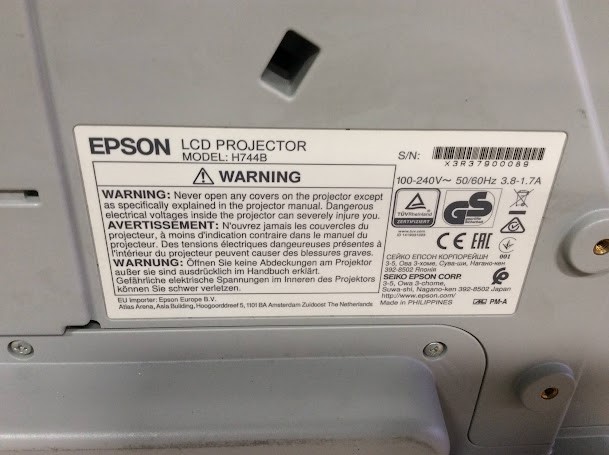 EPSON LCD PROJECTOR
MODEL: H744B
WARNING
WARNING: Never open any covers on the projector except
as specifically explained in the projector manual. Dangerous
electrical voltages inside the projector can severely injure you.
AVERTISSEMENT: Nourez jamais les couvercles du
projecteur, à moins d'indication contraire dans le manuel du
projecteur. Des tensions électriques dangereuses présentes à
l'intérieur du projecteur peuvent causer des blessures graves.
WARNUNG: Öffnen Sie keine Abdeckungen am Projektor
außer sie sind ausdrücklich im Handbuch erklärt.
Gefährliche elektrische Spannungen im Inneren des Projektors
können Sie schwer verletzen.
EU Importer: Epson Europe B.V.
Atlas Arena, Asia Building, Hoogoorddreef 5, 1101 BA Amsterdam Zuidoost The Netherlands
S/N:
X3R37900089
100-240V~ 50/60Hz 3.8-1.7A
TÜVRheinland
ZERTIFIZIERT
GS
CE EAC
001
СЕЙКО ЕПСОН КОРПОРЕЙШН
3-5, Ова 3-чоме, Сува-ши, Нагано-кен
392-8502 Япония
SEIKO EPSON CORP.
3-5, Owa 3-chome,
Suwa-shi, Nagano-ken 392-8502 Japan
http://www.epson.com/
Made in PHILIPPINES
PM-A